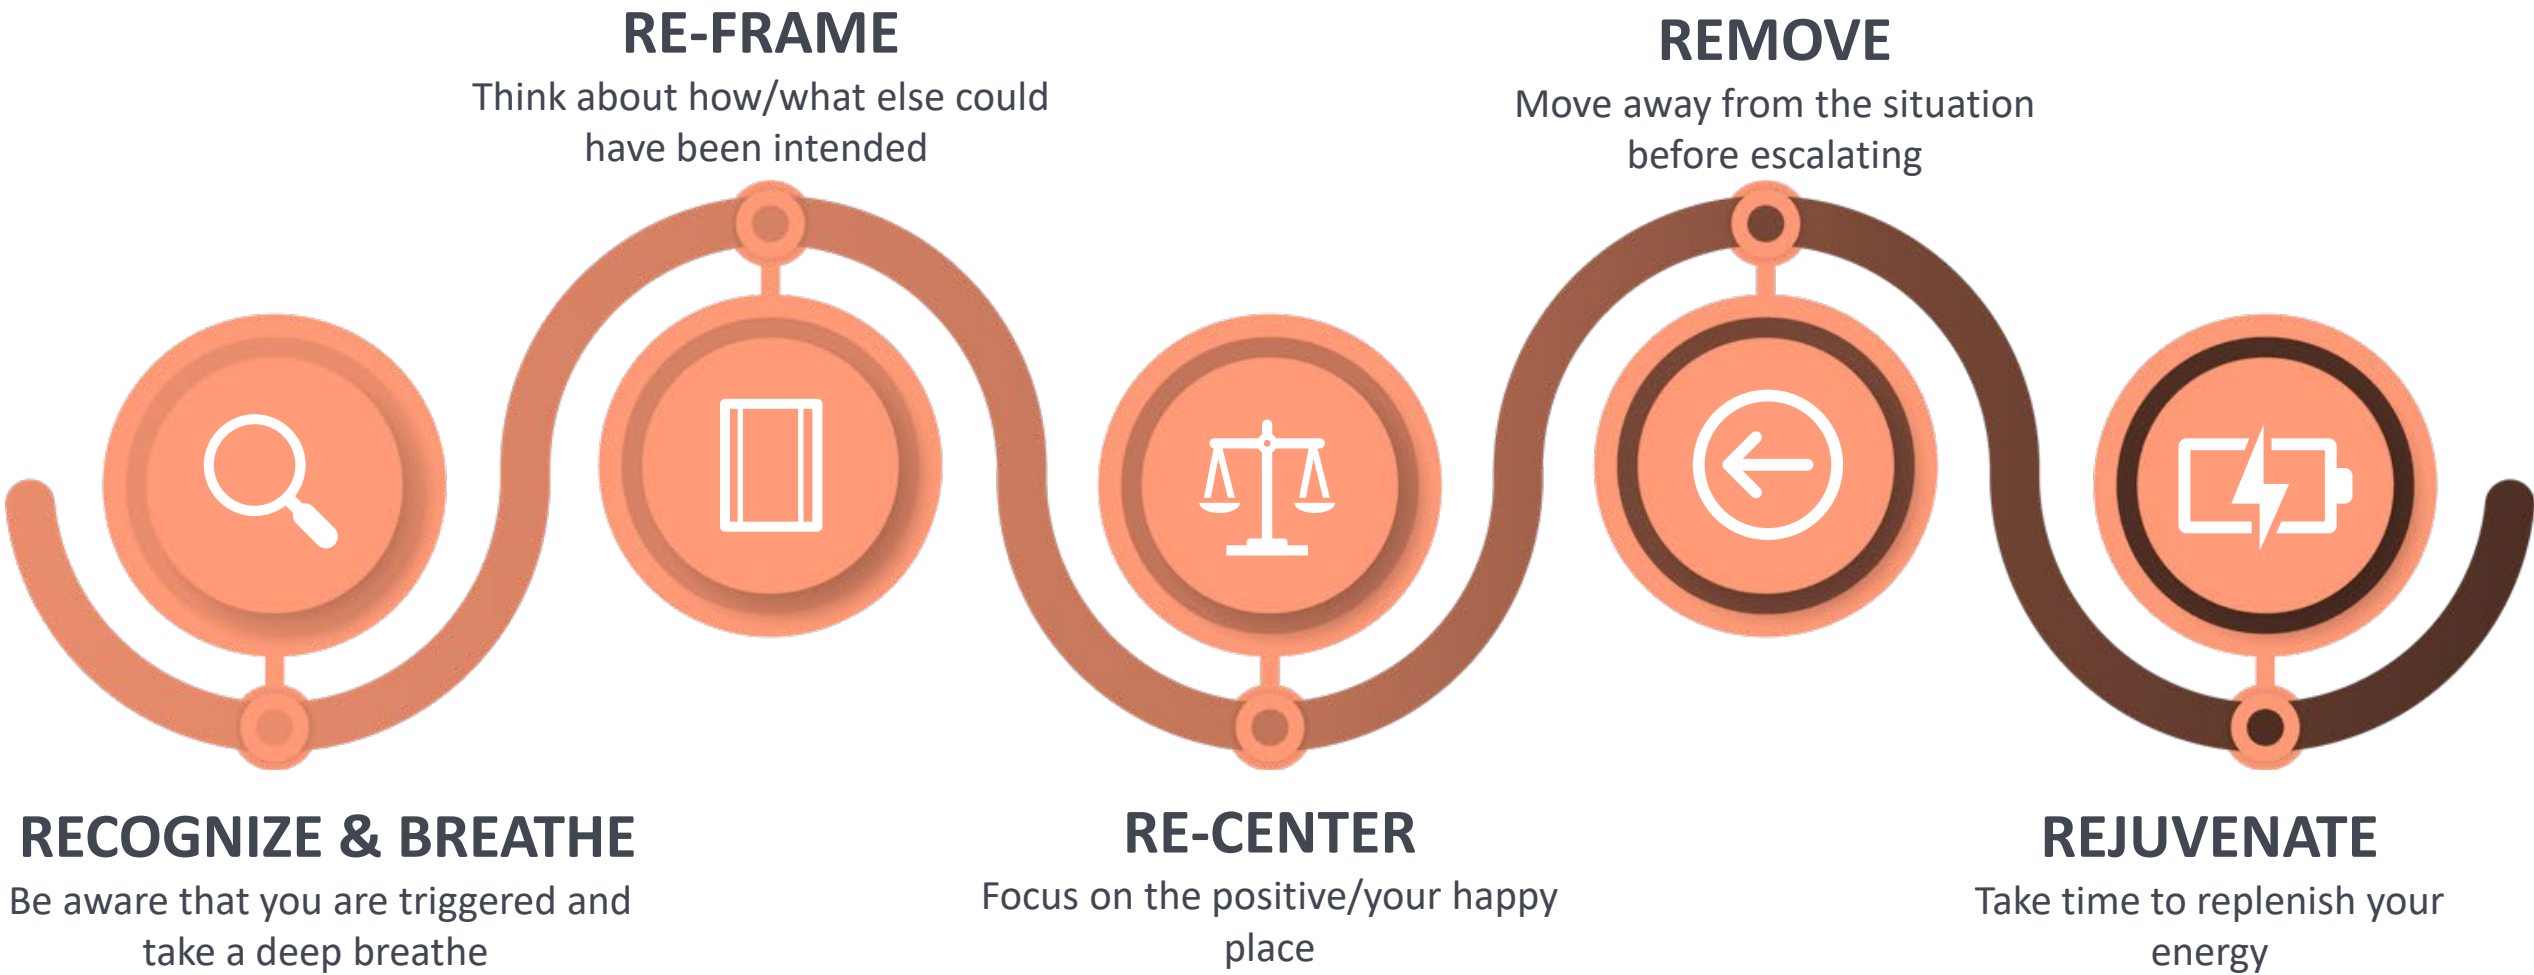 RE-FRAME
Think about how/what else could
have been intended
REMOVE
Move away from the situation
before escalating
RECOGNIZE & BREATHE
Be aware that you are triggered and
take a deep breathe
RE-CENTER
Focus on the positive/your happy
place
REJUVENATE
Take time to replenish your
energy